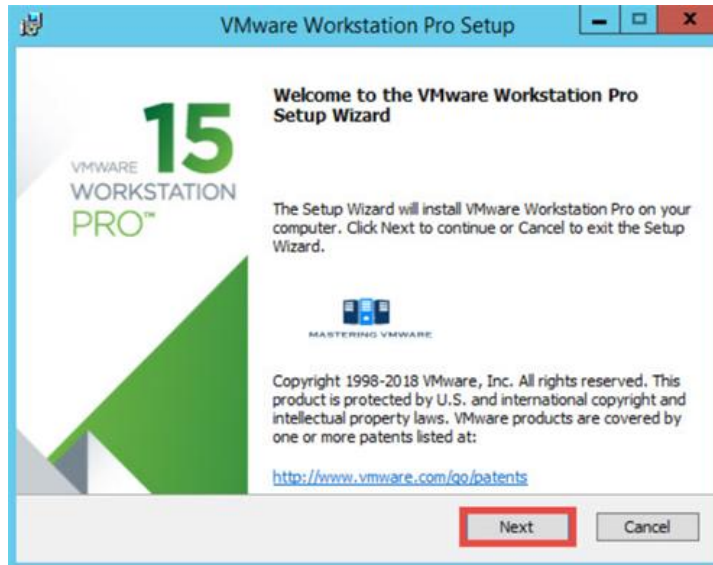 VMware Workstation Pro Setup
Welcome to the VMware Workstation Pro
Setup Wizard
15
VMWARE
WORKSTATION
PRO™
The Setup Wizard will install VMware Workstation Pro on your
computer. Click Next to continue or Cancel to exit the Setup
Wizard.
MASTERING VMWARE
Copyright 1998-2018 VMware, Inc. All rights reserved. This
product is protected by U.S. and international copyright and
intellectual property laws. VMware products are covered by
one or more patents listed at:
http://www.vmware.com/go/patents
Next
Cancel